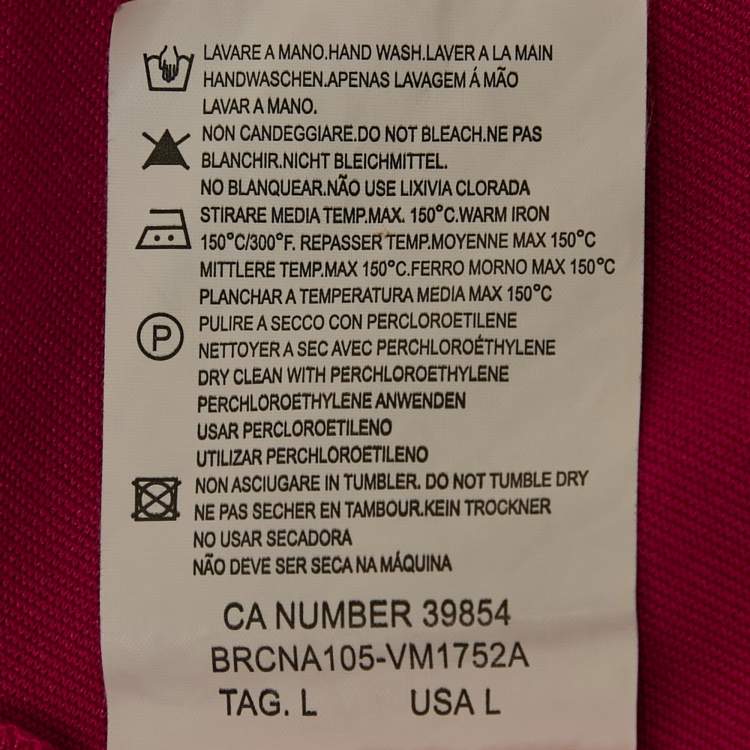 LAVARE A MANO.HAND WASH.LAVER A LA MAIN
HANDWASCHEN.APENAS LAVAGEM Á MÃO
LAVAR A MANO.
NON CANDEGGIARE.DO NOT BLEACH.NE PAS
BLANCHIR.NICHT BLEICHMITTEL.
NO BLANQUEAR.NÃO USE LIXIVIA CLORADA
STIRARE MEDIA TEMP.MAX. 150°C.WARM IRON
150°C/300°F. REPASSER TEMP.MOYENNE MAX 150°C
MITTLERE TEMP.MAX 150°C.FERRO MORNO MAX 150°C
PLANCHAR A TEMPERATURA MEDIA MAX 150°C
P
PULIRE A SECCO CON PERCLOROETILENE
NETTOYER A SEC AVEC PERCHLOROÉTHYLENE
DRY CLEAN WITH PERCHLOROETHYLENE
PERCHLOROETHYLENE ANWENDEN
USAR PERCLOROETILENO
UTILIZAR PERCHLOROETILENO
NON ASCIUGARE IN TUMBLER. DO NOT TUMBLE DRY
NE PAS SECHER EN TAMBOUR.KEIN TROCKNER
NO USAR SECADORA
NÃO DEVE SER SECA NA MÁQUINA
CA NUMBER 39854
BRCNA105-VM1752A
TAG. L USA L